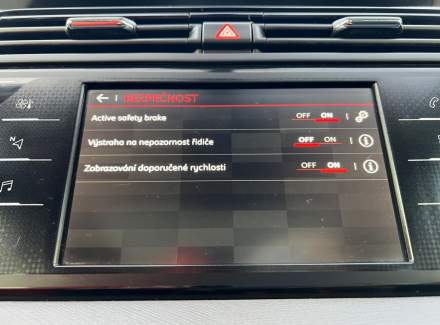 BEZPEČNOST
Active safety brake OFF ON
Výstraha na nepozornost řidiče OFF ON
Zobrazování doporučené rychlosti OFF ON
N